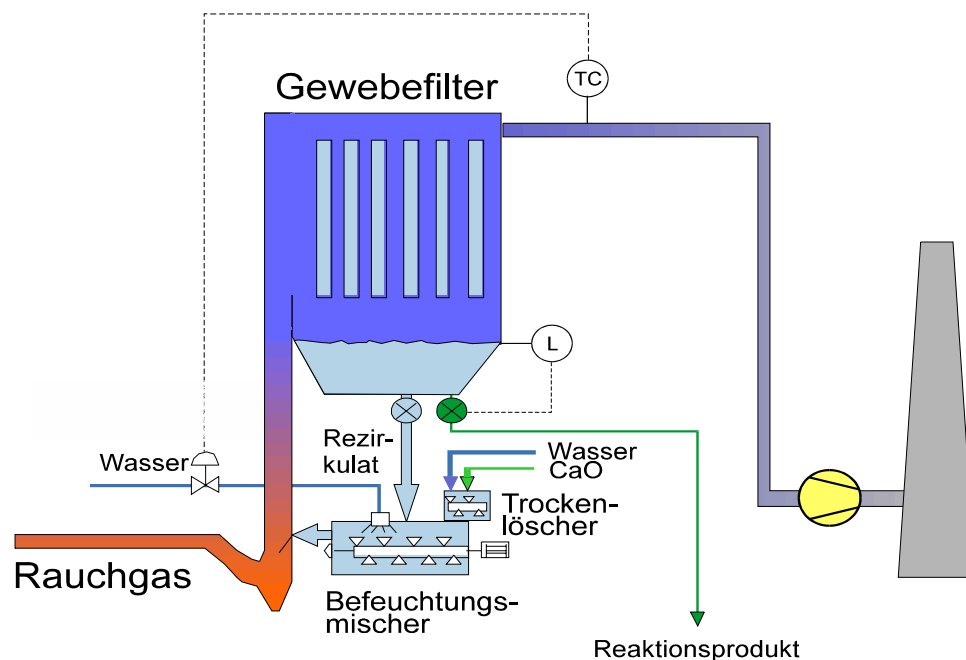 TC
Gewebefilter
L
Rezir-
kulat
Wasser
Wasser
CaO
Trocken-
löscher
Rauchgas
Befeuchtungs-
mischer
Reaktionsprodukt